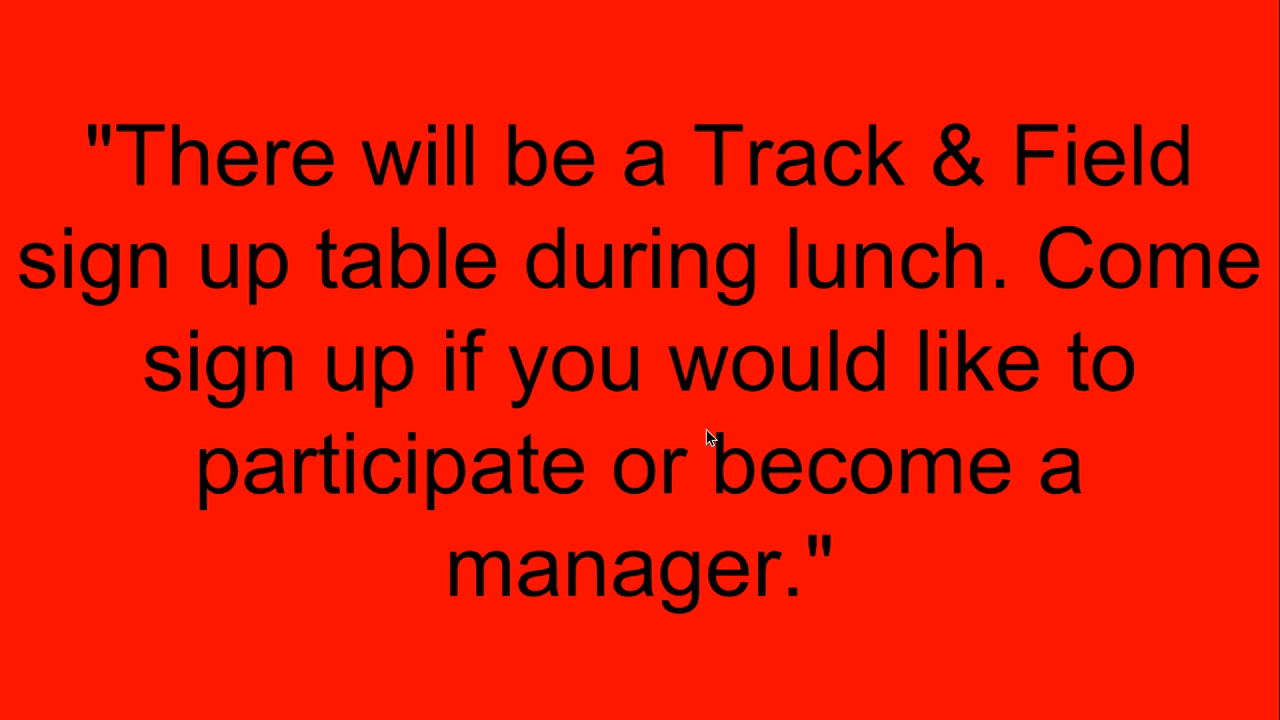 "There will be a Track & Field
sign up table during lunch. Come
sign up if you would like to
participate or become a
manager."